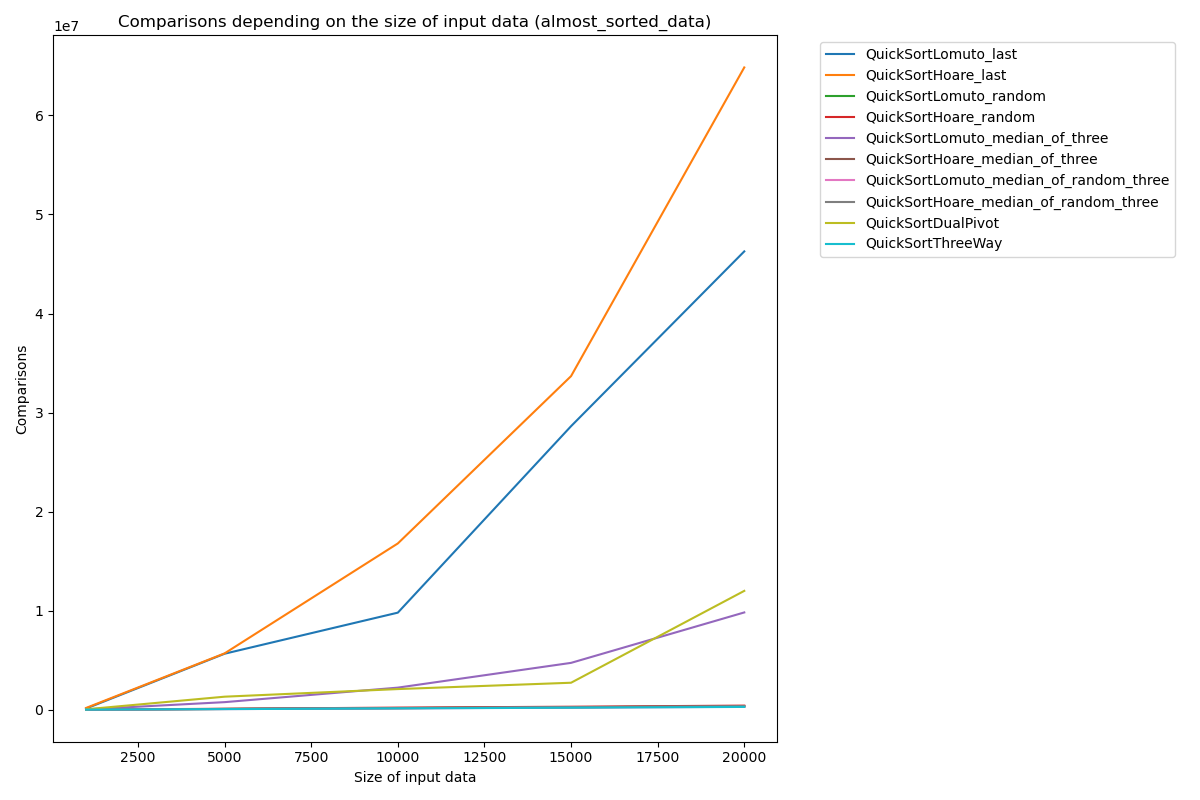 Comparisons depending on the size of input data (almost_sorted_data)
1e7
6
5
4
3
2
1
0
Comparisons
2500
5000
7500
10000
12500
15000
17500
20000
Size of input data
QuickSortLomuto_last
QuickSortHoare_last
QuickSortLomuto_random
QuickSortHoare_random
QuickSortLomuto_median_of_three
QuickSortHoare_median_of_three
QuickSortLomuto_median_of_random_three
QuickSortHoare_median_of_random_three
QuickSortDualPivot
QuickSortThreeWay